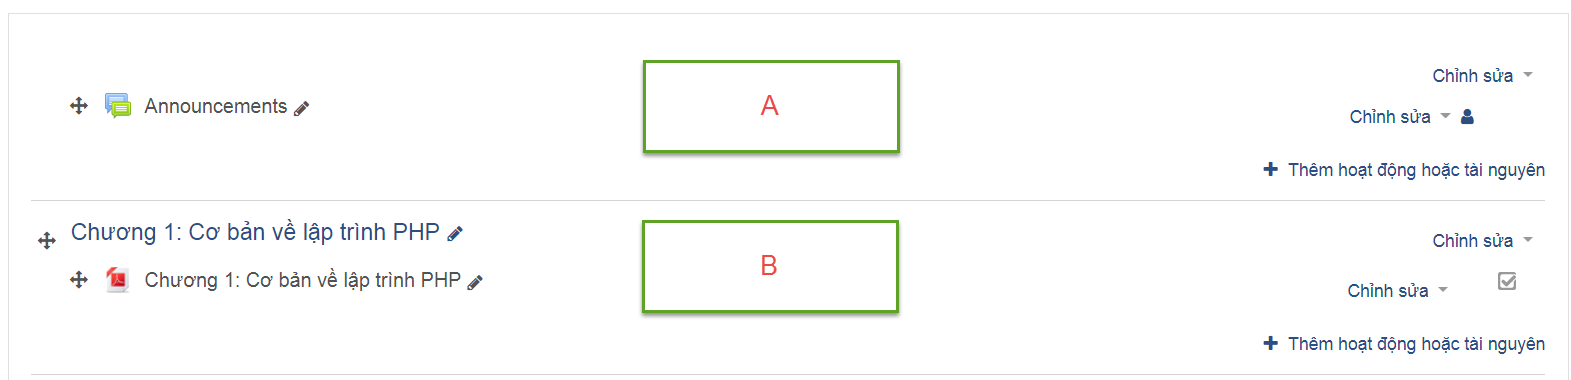 Chỉnh sửa
Announcements
A
Chỉnh sửa
Thêm hoạt động hoặc tài nguyên
Chương 1: Cơ bản về lập trình PHP
Chỉnh sửa
B
Chương 1: Cơ bản về lập trình PHP
Chỉnh sửa
Thêm hoạt động hoặc tài nguyên